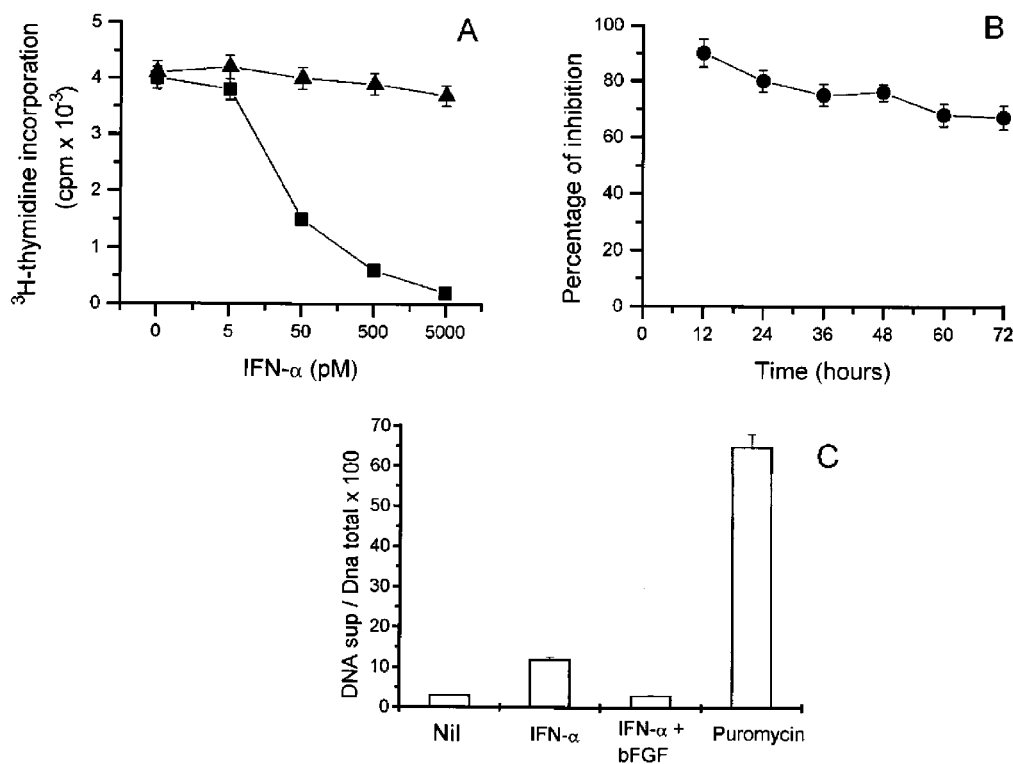 A
³H-thymidine incorporation
(cpm x 10⁻³)
5
4
3
2
1
0
0 5 50 500 5000
IFN-α (pM)
B
Percentage of inhibition
100
80
60
40
20
0
0 12 24 36 48 60 72
Time (hours)
C
DNA sup / Dna total x 100
70
60
50
40
30
20
10
0
Nil IFN-α IFN-α + Puromycin
bFGF